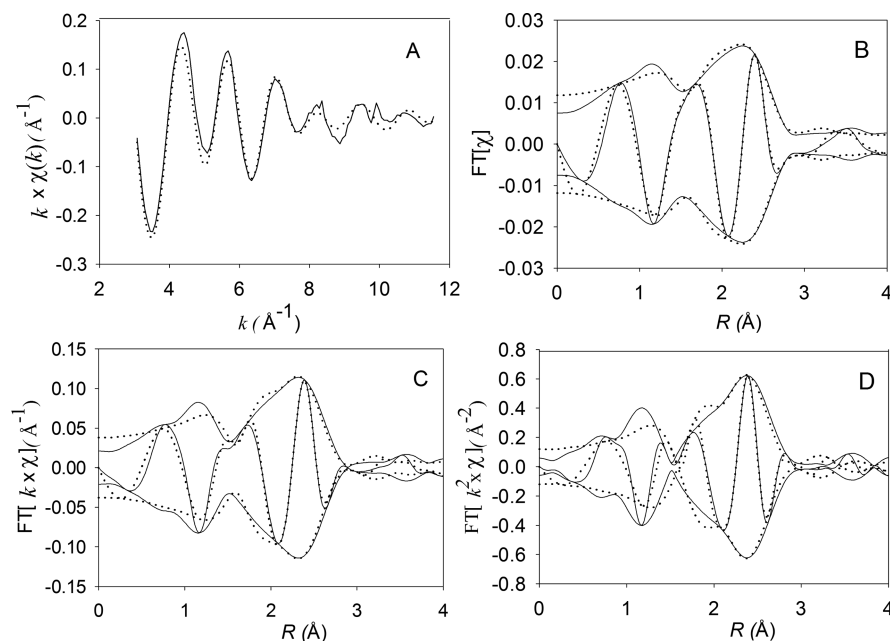 A
k × χ(k) (Å⁻¹)
0.2
0.1
0.0
-0.1
-0.2
-0.3
2 4 6 8 10 12
k (Å⁻¹)
B
FT[χ]
0.03
0.02
0.01
0.00
-0.01
-0.02
-0.03
0 1 2 3 4
R (Å)
C
FT[ k × χ] (Å⁻¹)
0.15
0.10
0.05
0.00
-0.05
-0.10
-0.15
0 1 2 3 4
R (Å)
D
FT[ k² × χ] (Å⁻²)
0.8
0.6
0.4
0.2
0.0
-0.2
-0.4
-0.6
-0.8
0 1 2 3 4
R (Å)